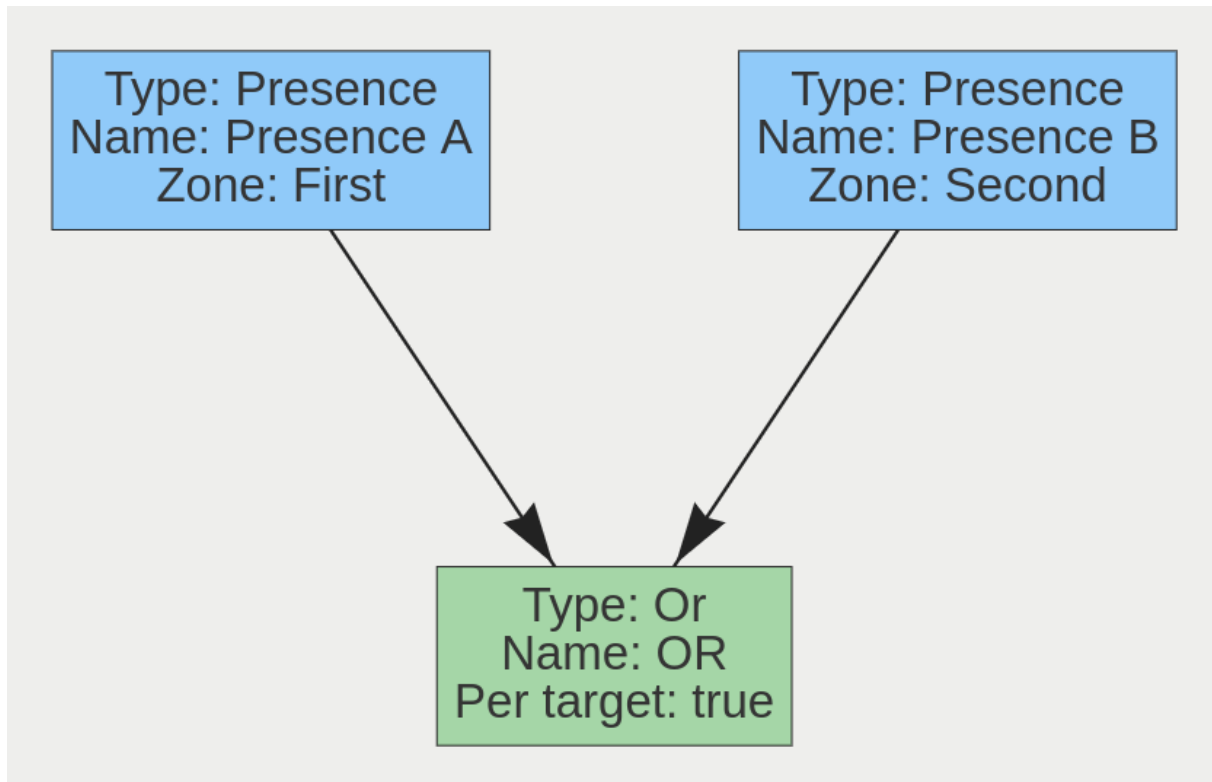 Type: Presence
Name: Presence A
Zone: First
Type: Presence
Name: Presence B
Zone: Second
Type: Or
Name: OR
Per target: true